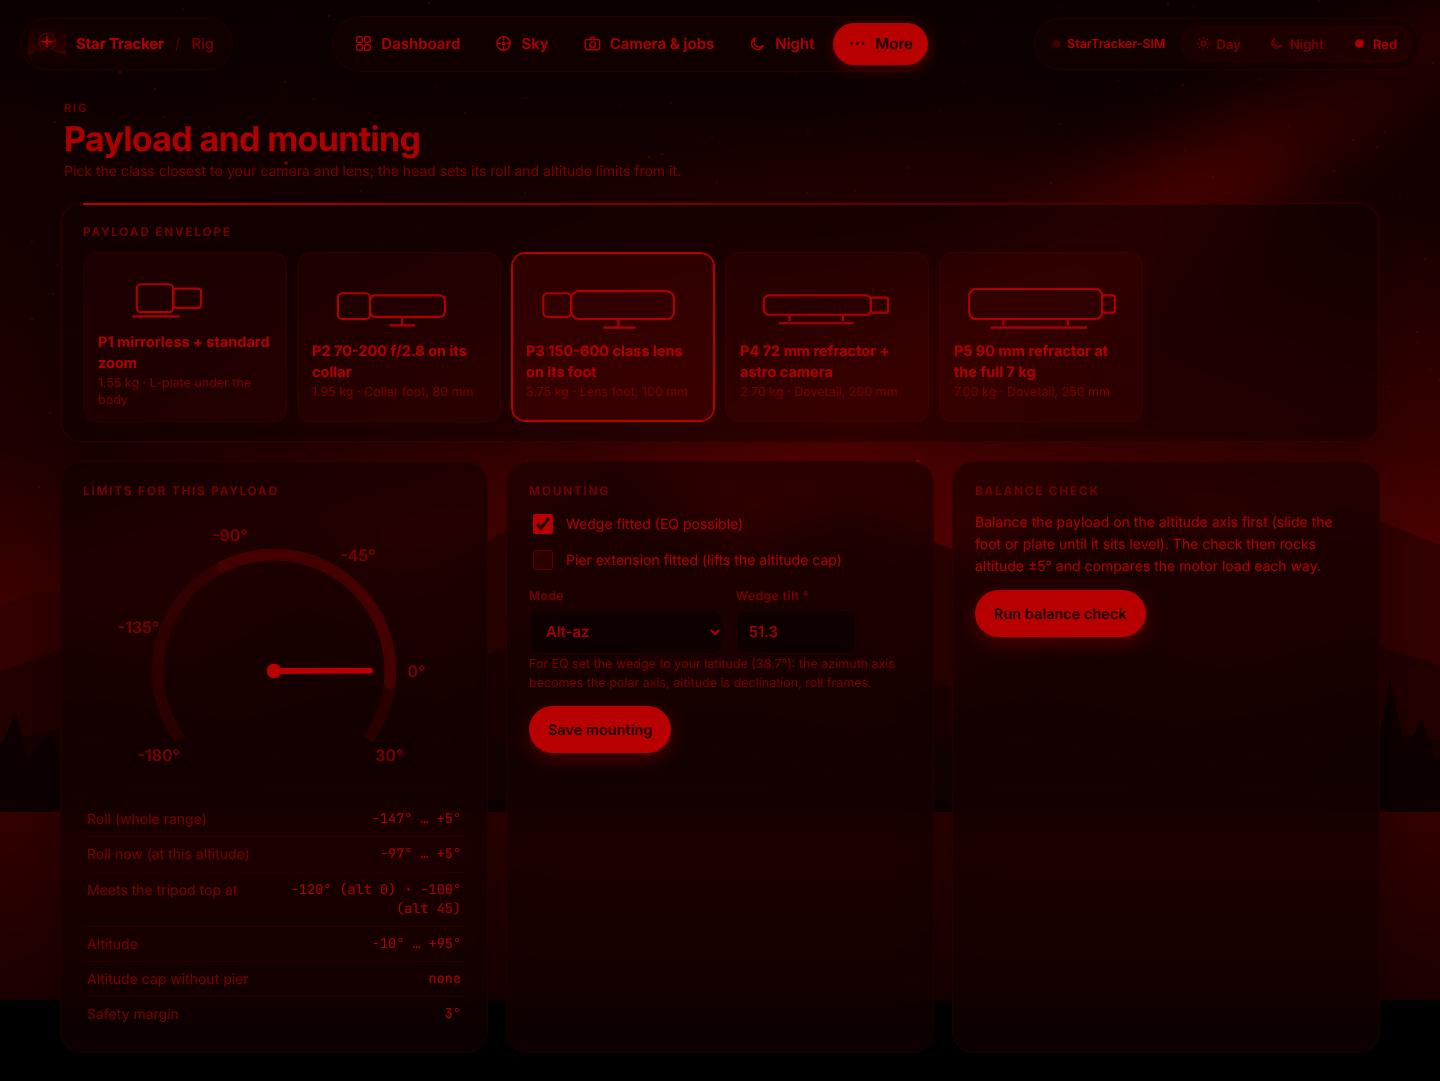 Star Tracker / Rig
Dashboard
Sky
Camera & jobs
Night
More
StarTracker-SIM
Day
Night
Red
RIG
Payload and mounting
Pick the class closest to your camera and lens; the head sets its roll and altitude limits from it.
PAYLOAD ENVELOPE
P1 mirrorless + standard
zoom
1.55 kg · L-plate under the
body
P2 70-200 f/2.8 on its
collar
1.95 kg · Collar foot, 80 mm
P3 150-600 class lens
on its foot
3.75 kg · Lens foot, 100 mm
P4 72 mm refractor +
astro camera
2.70 kg · Dovetail, 200 mm
P5 90 mm refractor at
the full 7 kg
7.00 kg · Dovetail, 250 mm
LIMITS FOR THIS PAYLOAD
-90°
-45°
-135°
0°
-180°
30°
Roll (whole range)
-147° … +5°
Roll now (at this altitude)
-97° … +5°
Meets the tripod top at
-120° (alt 0) · -100°
(alt 45)
Altitude
-10° … +95°
Altitude cap without pier
none
Safety margin
3°
MOUNTING
Wedge fitted (EQ possible)
Pier extension fitted (lifts the altitude cap)
Mode
Wedge tilt °
Alt-az
51.3
For EQ set the wedge to your latitude (38.7°): the azimuth axis
becomes the polar axis, altitude is declination, roll frames.
Save mounting
BALANCE CHECK
Balance the payload on the altitude axis first (slide the
foot or plate until it sits level). The check then rocks
altitude ±5° and compares the motor load each way.
Run balance check